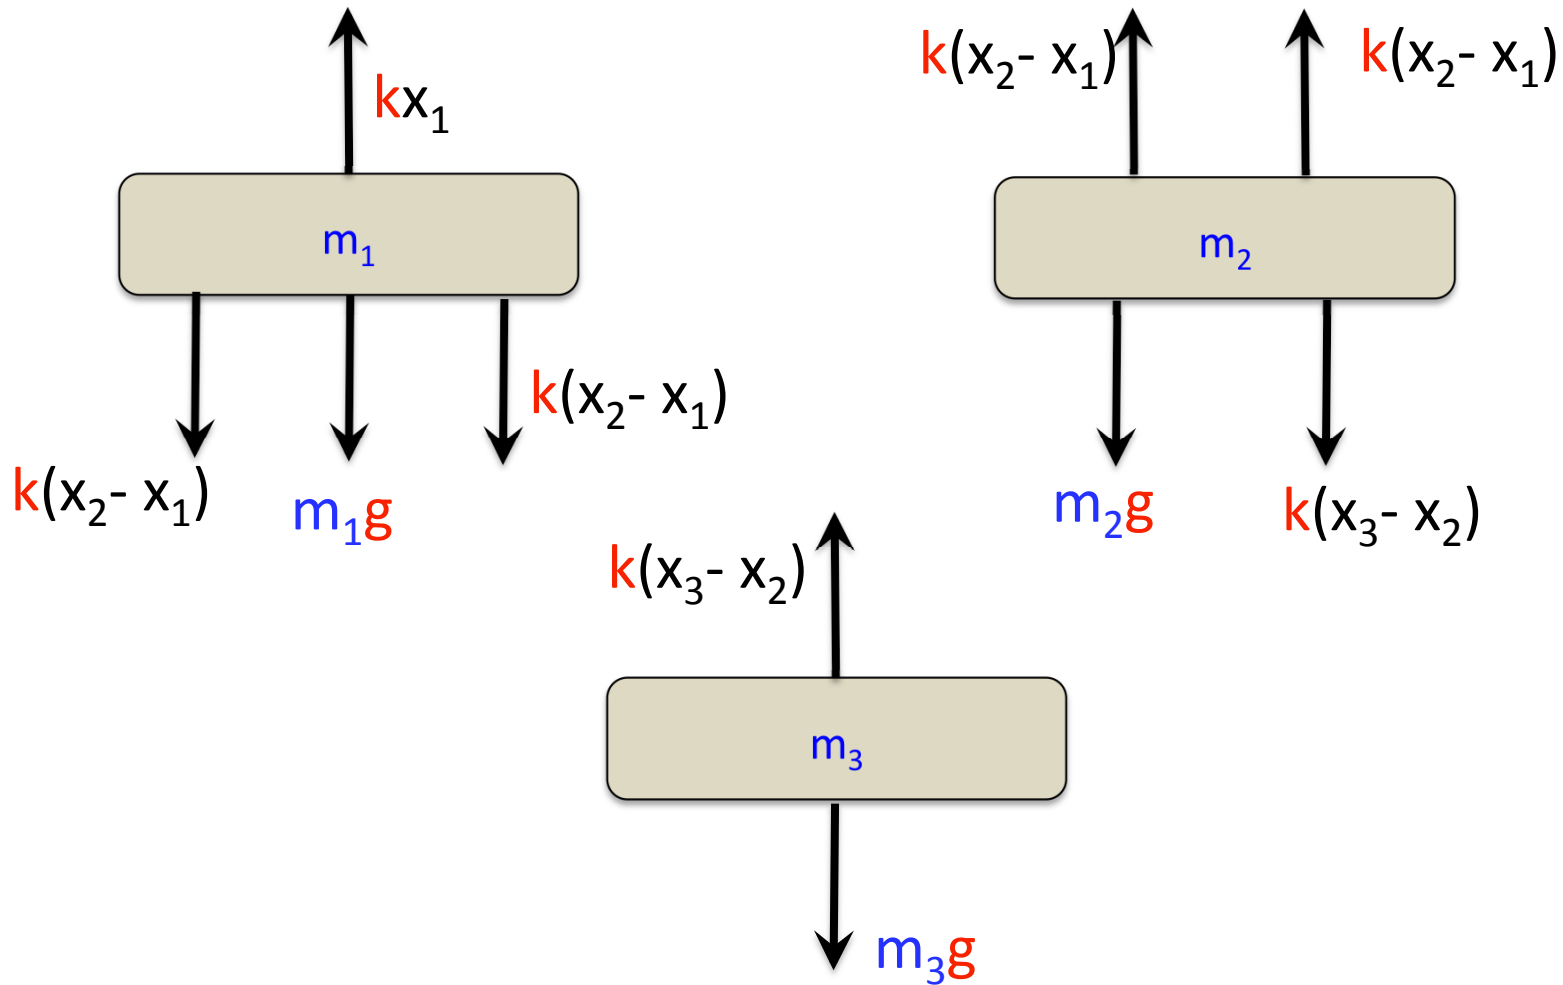 kx₁
m₁
k(x₂- x₁)
k(x₂- x₁)
m₁g
k(x₂- x₁)
k(x₂- x₁)
m₂
m₂g
k(x₃- x₂)
k(x₃- x₂)
m₃
m₃g